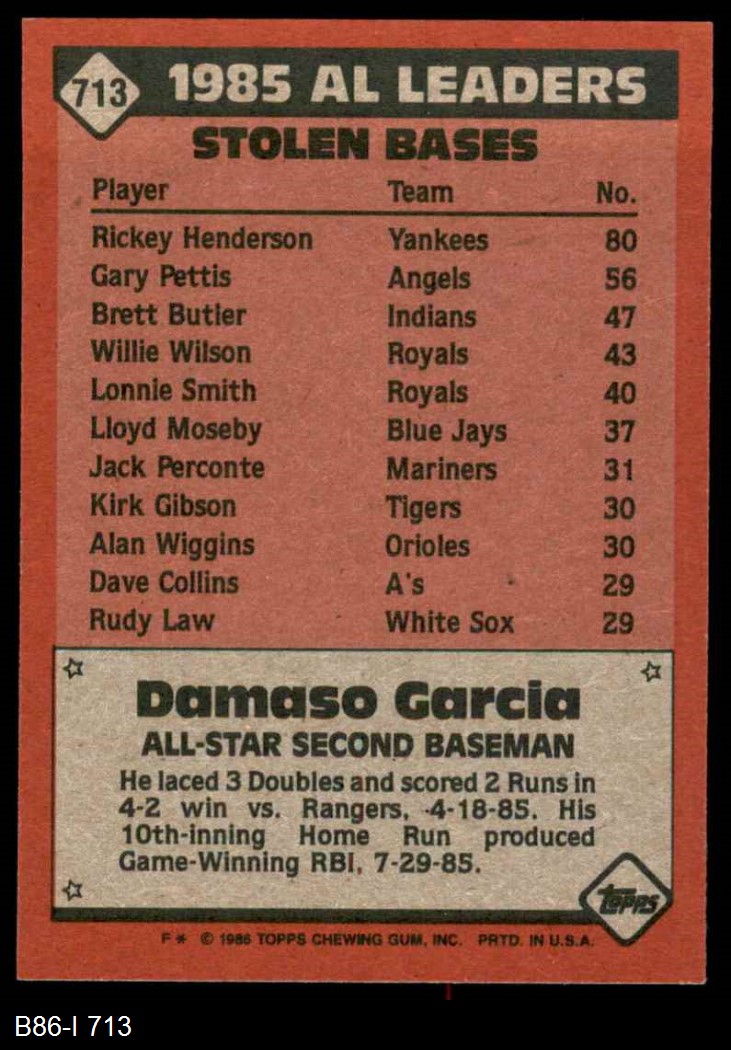 713 1985 AL LEADERS
STOLEN BASES
Player Team No.
Rickey Henderson Yankees 80
Gary Pettis Angels 56
Brett Butler Indians 47
Willie Wilson Royals 43
Lonnie Smith Royals 40
Lloyd Moseby Blue Jays 37
Jack Perconte Mariners 31
Kirk Gibson Tigers 30
Alan Wiggins Orioles 30
Dave Collins A's 29
Rudy Law White Sox 29
Damaso Garcia
ALL-STAR SECOND BASEMAN
He laced 3 Doubles and scored 2 Runs in
4-2 win vs. Rangers, 4-18-85. His
10th-inning Home Run produced
Game-Winning RBI, 7-29-85.
TOPPS
F * © 1986 TOPPS CHEWING GUM, INC. PRTD. IN U.S.A.
B86-I 713